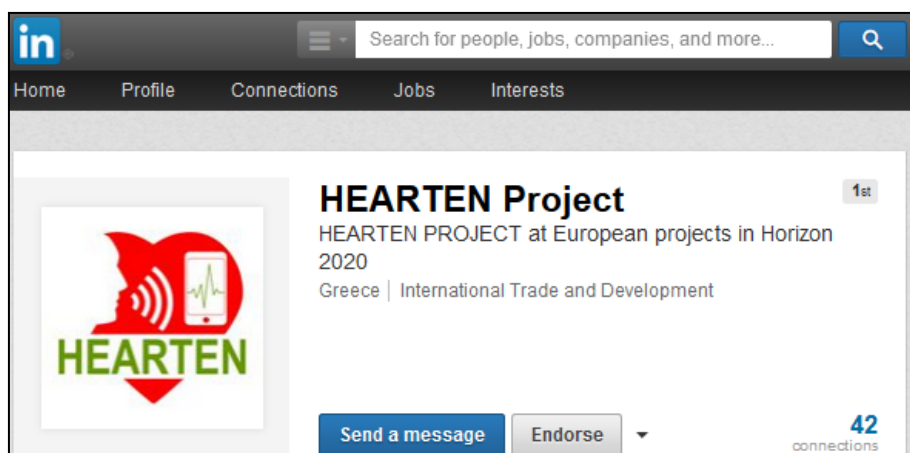 in
Search for people, jobs, companies, and more...
Home Profile Connections Jobs Interests
HEARTEN Project
1st
HEARTEN PROJECT at European projects in Horizon
2020
Greece | International Trade and Development
HEARTEN
Send a message Endorse
42
connections